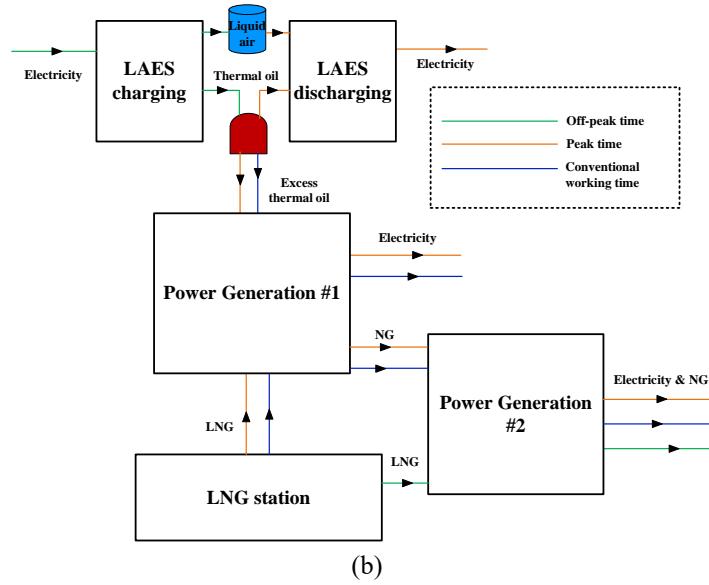 Electricity
LAES
charging
Liquid
air
Thermal oil
LAES
discharging
Electricity
Off-peak time
Peak time
Conventional
working time
Excess
thermal oil
Power Generation #1
Electricity
NG
Power Generation
#2
Electricity & NG
LNG
LNG
LNG station
(b)